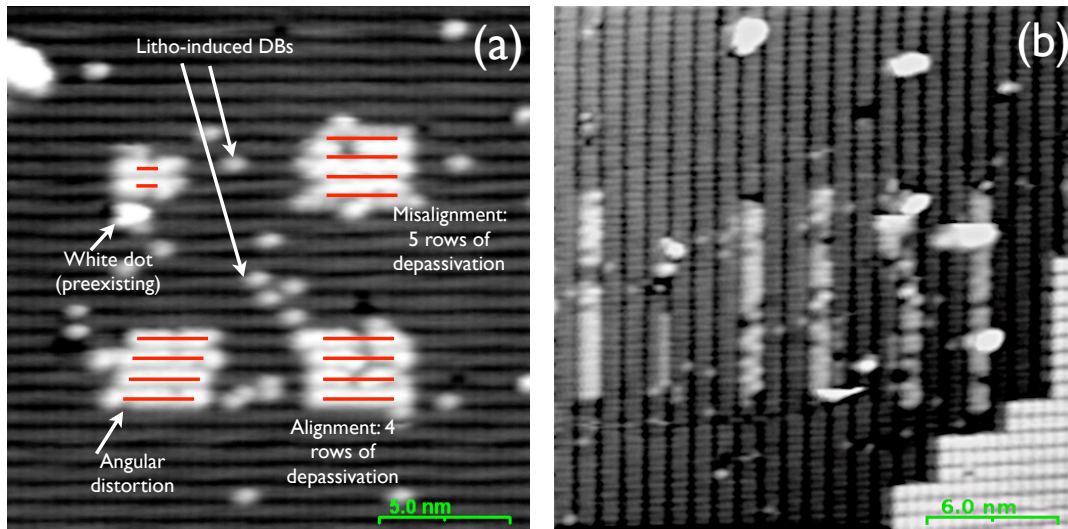 (a)
Litho-induced DBs
White dot
(preexisting)
Misalignment:
5 rows of
depassivation
Angular
distortion
Alignment: 4
rows of
depassivation
5.0 nm
(b)
6.0 nm